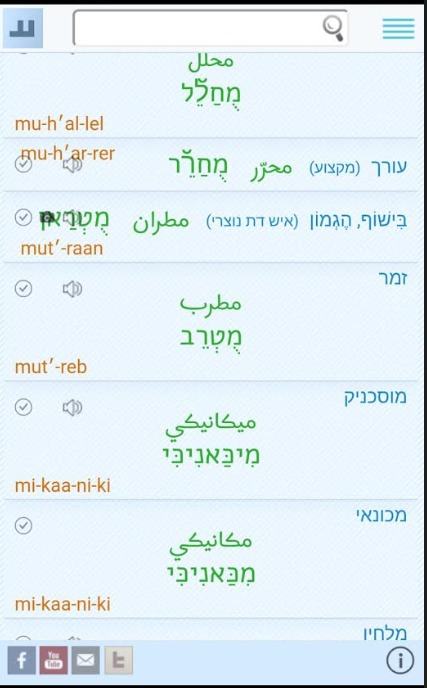 محلل
מֻחַלֵّל
mu-h׳al-lel
עורך (מקצוע) محرّر מֻחַרֵّר
mu-h׳ar-rer
בִּישׁוֹף, הֶגְמוֹן (איש דת נוצרי) مطران מֻטְרַאן
mut׳-raan
זמר
مطرب
מֻטְרֵבּ
mut׳-reb
מוסכניק
ميكانيكي
מִיכַּאנִיכִּי
mi-kaa-ni-ki
מכונאי
مكانيكي
מִכַּאנִיכִּי
mi-kaa-ni-ki
מלחין
f You Tube t i